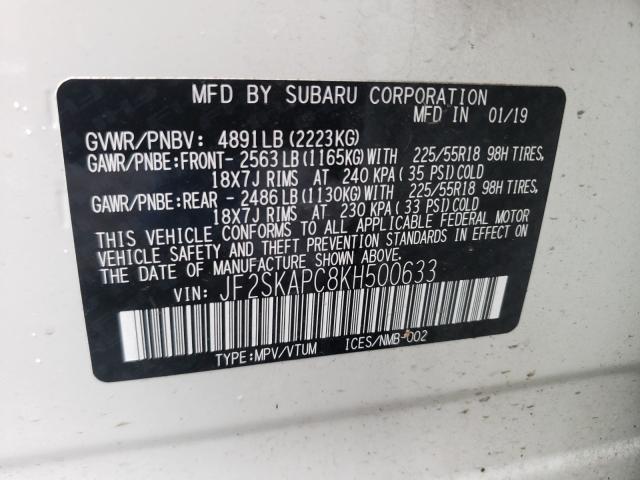 MFD BY SUBARU CORPORATION
MFD IN 01/19
GVWR/PNBV: 4891LB (2223KG)
GAWR/PNBE:FRONT- 2563LB (1165KG)WITH 225/55R18 98H TIRES,
18X7J RIMS AT 240 KPA (35 PSI)COLD
GAWR/PNBE:REAR - 2486LB (1130KG)WITH 225/55R18 98H TIRES,
18X7J RIMS AT 230 KPA (33 PSI)COLD
THIS VEHICLE CONFORMS TO ALL APPLICABLE FEDERAL MOTOR
VEHICLE SAFETY AND THEFT PREVENTION STANDARDS IN EFFECT
ON THE DATE OF MANUFACTURE SHOWN ABOVE.
VIN: JF2SKAPC8KH500633
TYPE:MPV/VTUM ICES/NMB-002